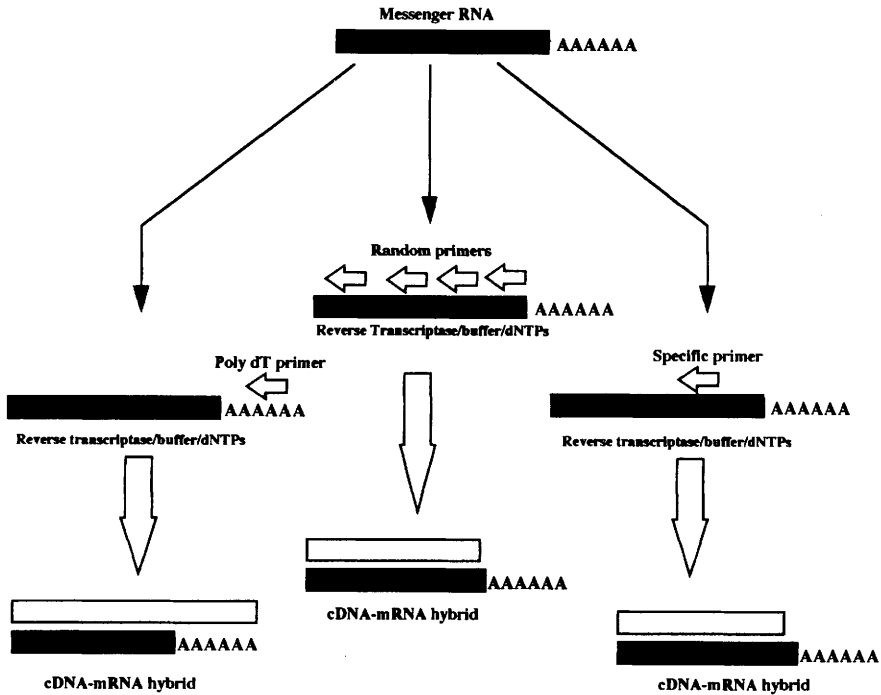 Messenger RNA
AAAAAA
Random primers
AAAAAA
Reverse Transcriptase/buffer/dNTPs
Poly dT primer
AAAAAA
Reverse transcriptase/buffer/dNTPs
Specific primer
AAAAAA
Reverse transcriptase/buffer/dNTPs
AAAAAA
cDNA-mRNA hybrid
AAAAAA
cDNA-mRNA hybrid
AAAAAA
cDNA-mRNA hybrid